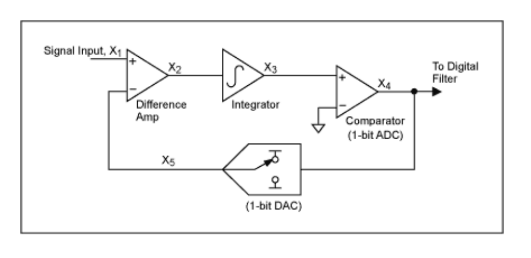 Signal Input, X1
+
−
Difference
Amp
X2
∫
Integrator
X3
+
−
X4
Comparator
(1-bit ADC)
To Digital
Filter
X5
(1-bit DAC)